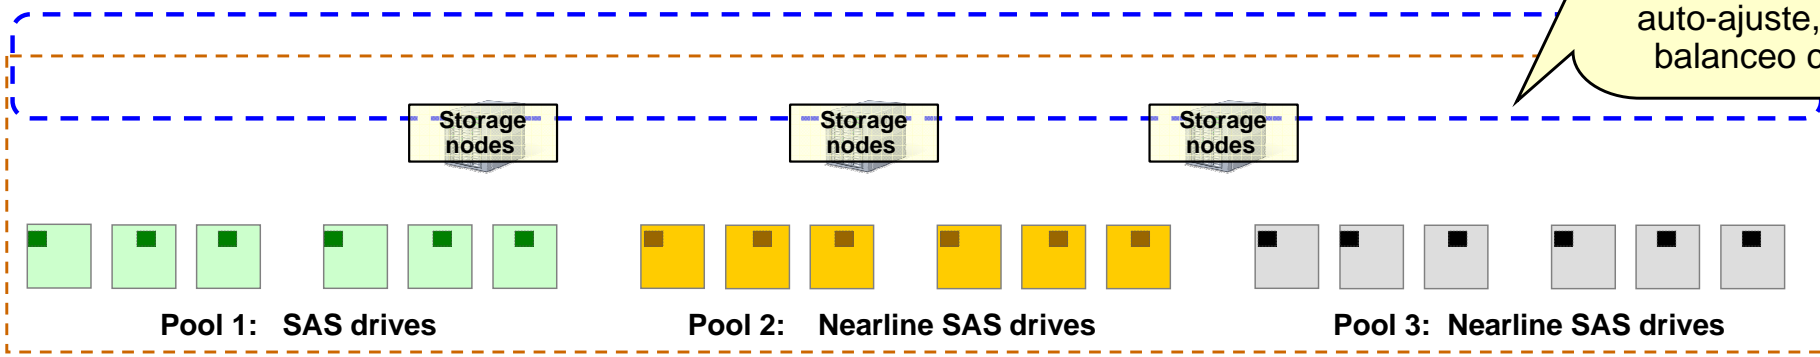 auto-ajuste,
balanceo
Storage
nodes
Storage
nodes
Storage
nodes
Pool 1: SAS drives
Pool 2: Nearline SAS drives
Pool 3: Nearline SAS drives